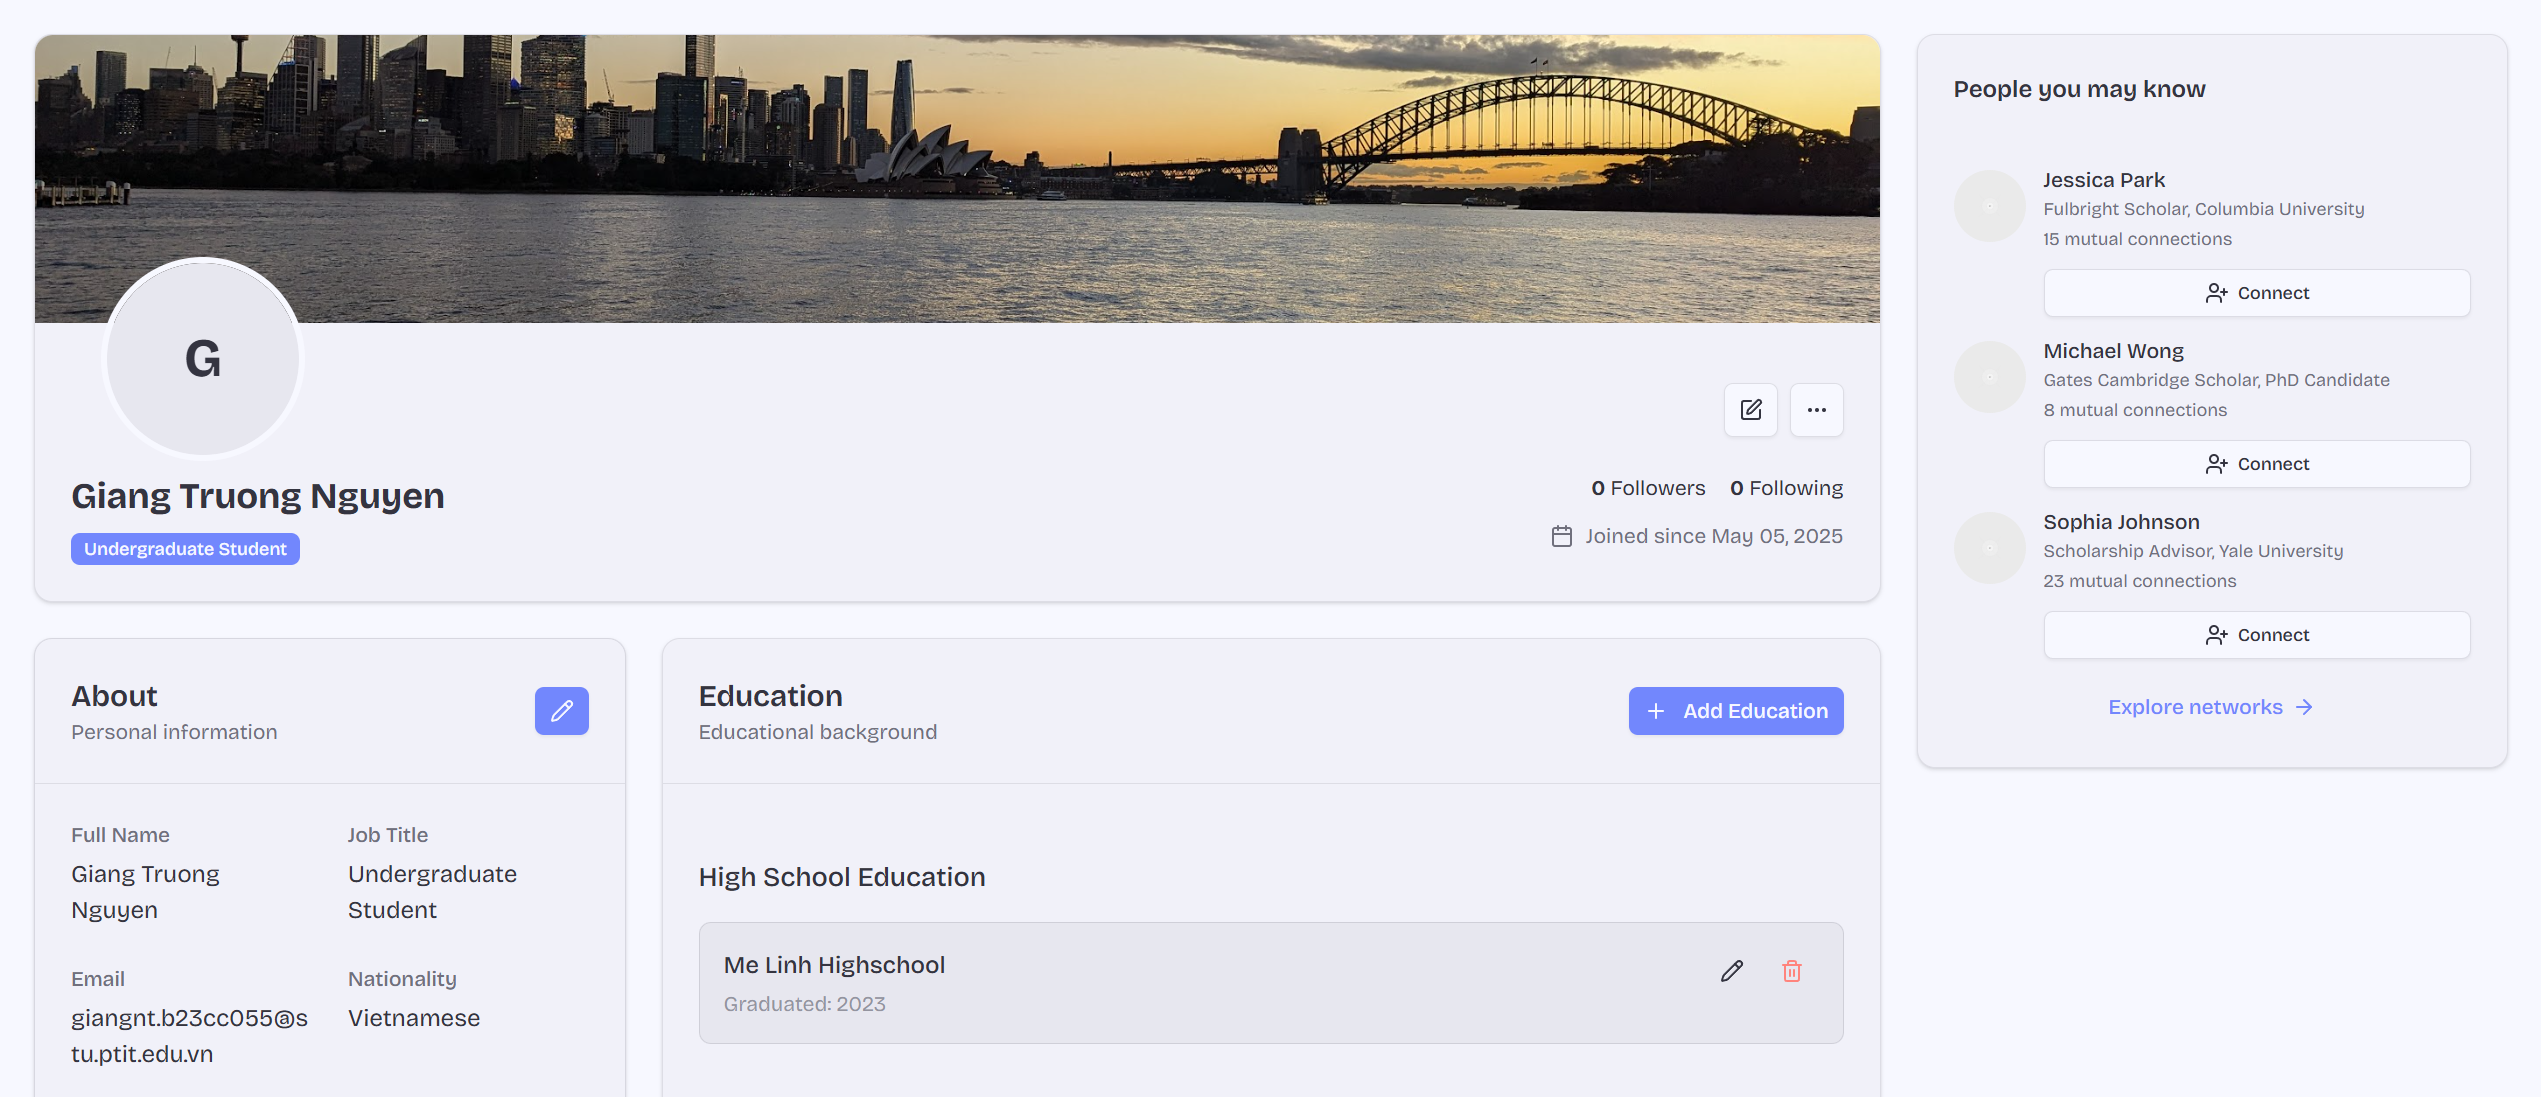 G
Giang Truong Nguyen
Undergraduate Student
0 Followers 0 Following
Joined since May 05, 2025
About
Personal information
Full Name
Giang Truong
Nguyen
Job Title
Undergraduate
Student
Email
giangnt.b23cc055@s
tu.ptit.edu.vn
Nationality
Vietnamese
Education
Educational background
Add Education
High School Education
Me Linh Highschool
Graduated: 2023
People you may know
Jessica Park
Fulbright Scholar, Columbia University
15 mutual connections
Connect
Michael Wong
Gates Cambridge Scholar, PhD Candidate
8 mutual connections
Connect
Sophia Johnson
Scholarship Advisor, Yale University
23 mutual connections
Connect
Explore networks